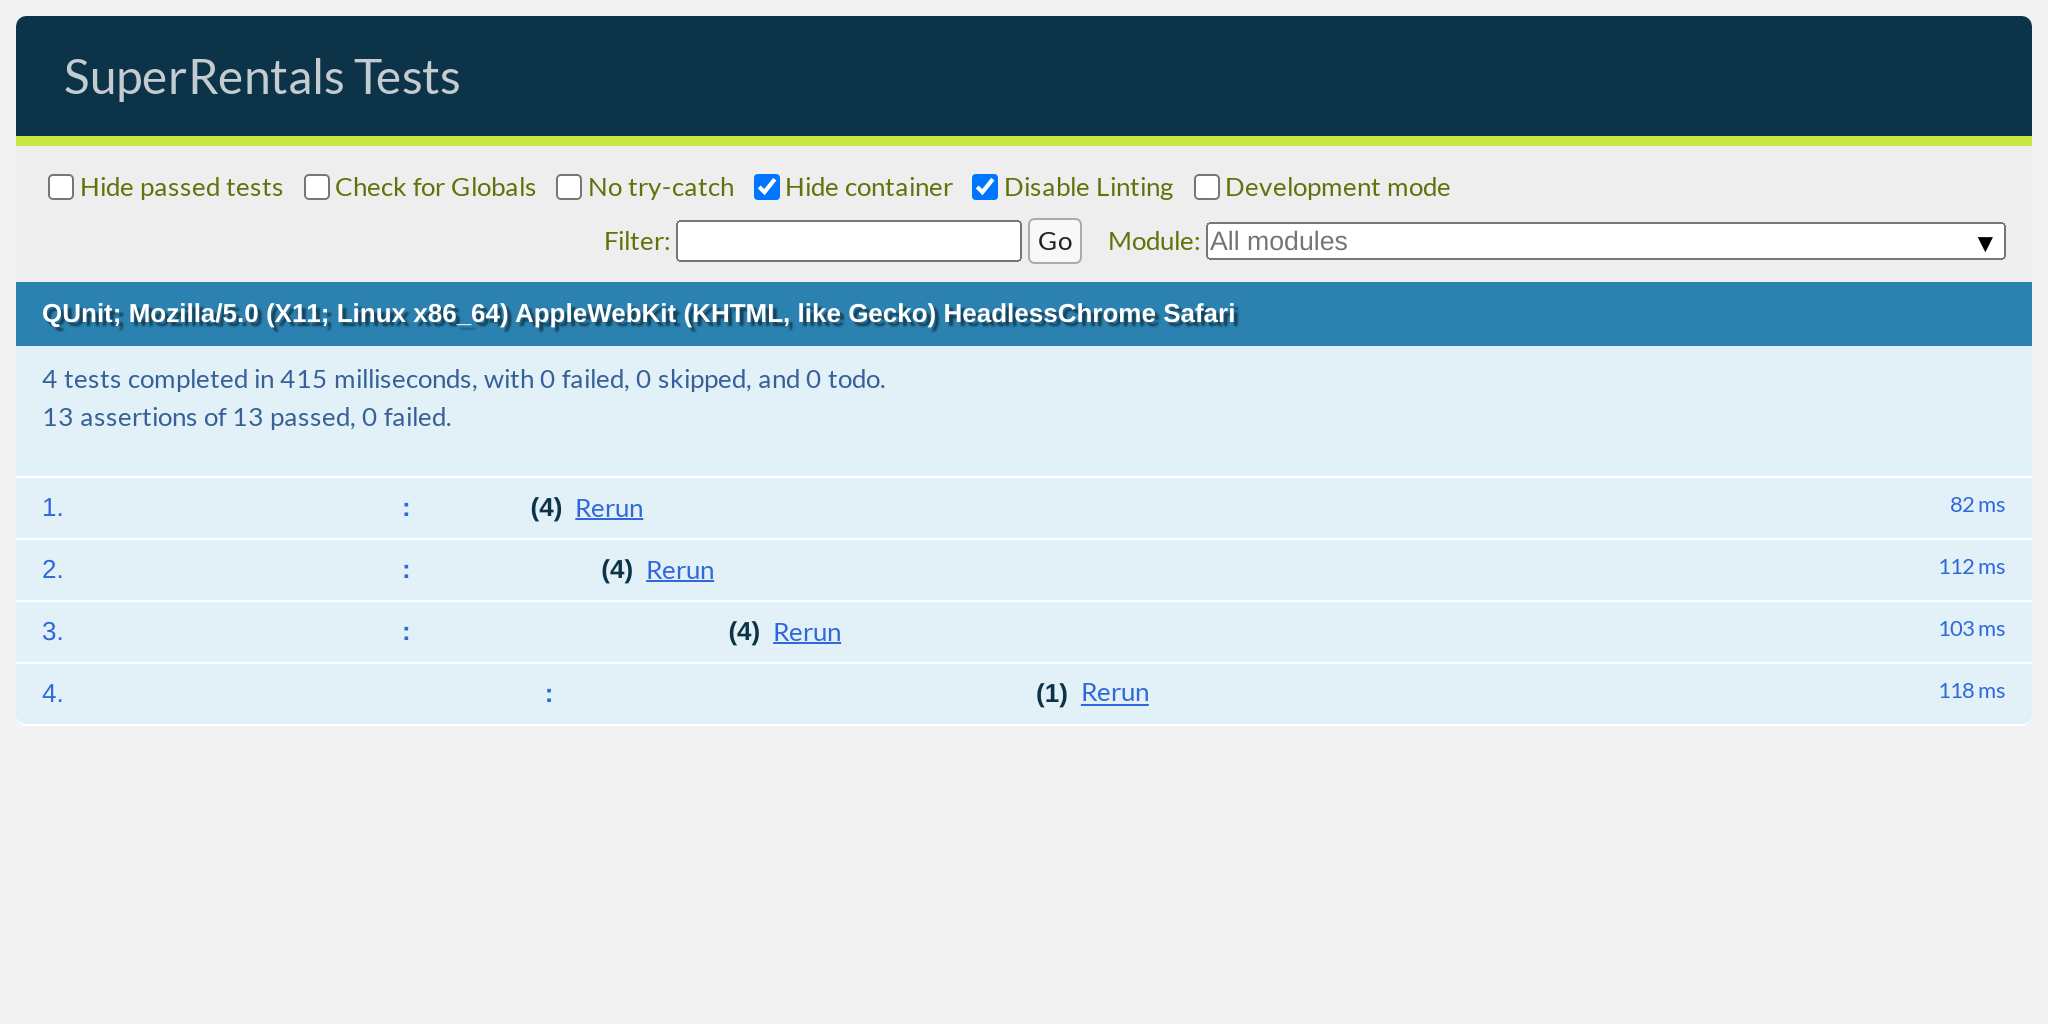 SuperRentals Tests
Hide passed tests Check for Globals No try-catch Hide container Disable Linting Development mode
Filter: Go Module: All modules ▼
QUnit; Mozilla/5.0 (X11; Linux x86_64) AppleWebKit (KHTML, like Gecko) HeadlessChrome Safari
4 tests completed in 415 milliseconds, with 0 failed, 0 skipped, and 0 todo.
13 assertions of 13 passed, 0 failed.
1. : (4) Rerun 82 ms
2. : (4) Rerun 112 ms
3. : (4) Rerun 103 ms
4. : (1) Rerun 118 ms